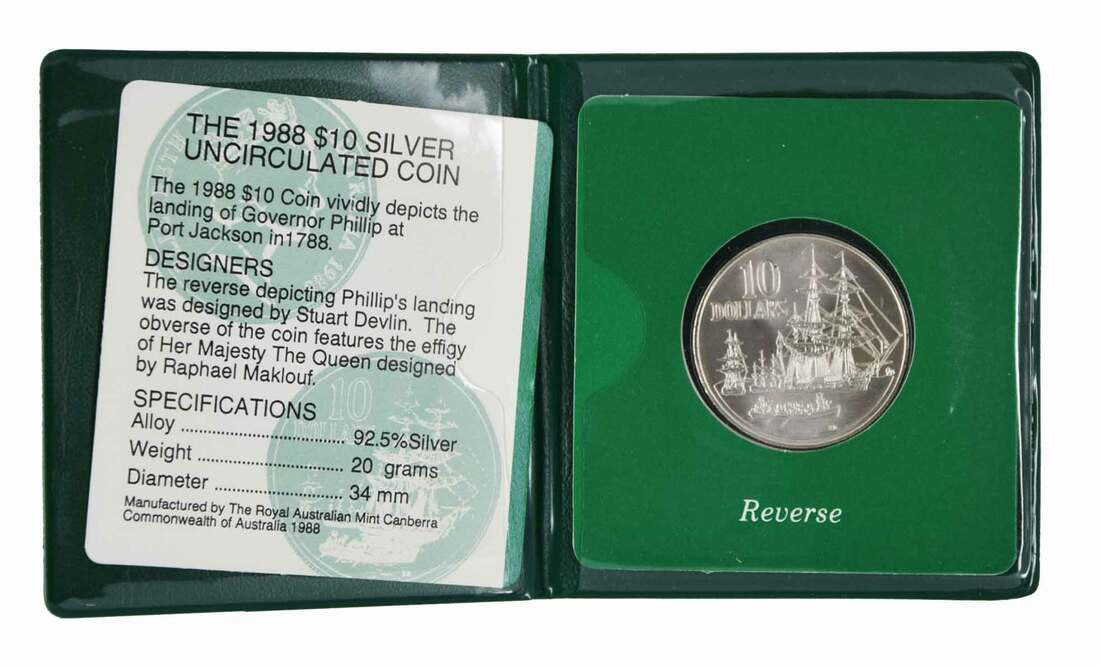 THE 1988 $10 SILVER
UNCIRCULATED COIN
The 1988 $10 Coin vividly depicts the
landing of Governor Phillip at
Port Jackson in1788.
DESIGNERS
The reverse depicting Phillip's landing
was designed by Stuart Devlin. The
obverse of the coin features the effigy
of Her Majesty The Queen designed
by Raphael Maklouf.
SPECIFICATIONS
Alloy ................................ 92.5%Silver
Weight ............................ 20 grams
Diameter ........................ 34 mm
Manufactured by The Royal Australian Mint Canberra
Commonwealth of Australia 1988
10
DOLLARS
10
DOLLARS
Reverse